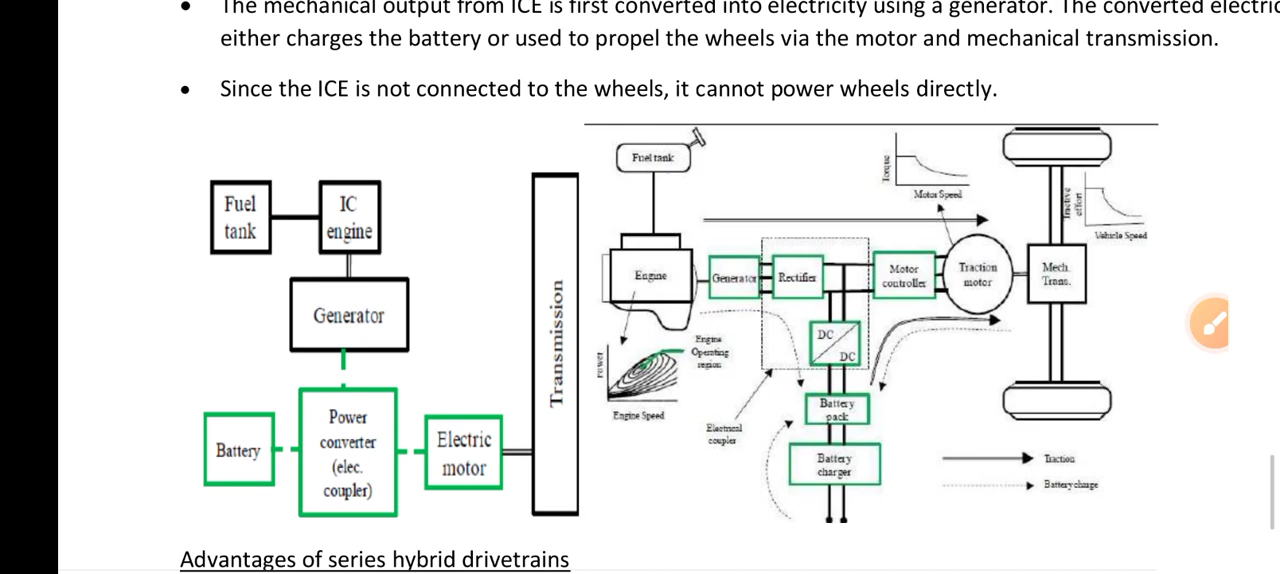 The mechanical output from ICE is first converted into electricity using a generator. The converted electric
either charges the battery or used to propel the wheels via the motor and mechanical transmission.
Since the ICE is not connected to the wheels, it cannot power wheels directly.
Fuel
tank
IC
engine
Generator
Battery
Power
converter
(elec.
coupler)
Electric
motor
Transmission
Fuel tank
Engine
Generator
Rectifier
Motor
controller
Traction
motor
Mech.
Trans.
Torque
Motor Speed
Tractive
effort
Vehicle Speed
DC
DC
Engine
Operating
region
Power
Engine Speed
Electrical
coupler
Battery
pack
Battery
charger
Traction
Battery charge
Advantages of series hybrid drivetrains